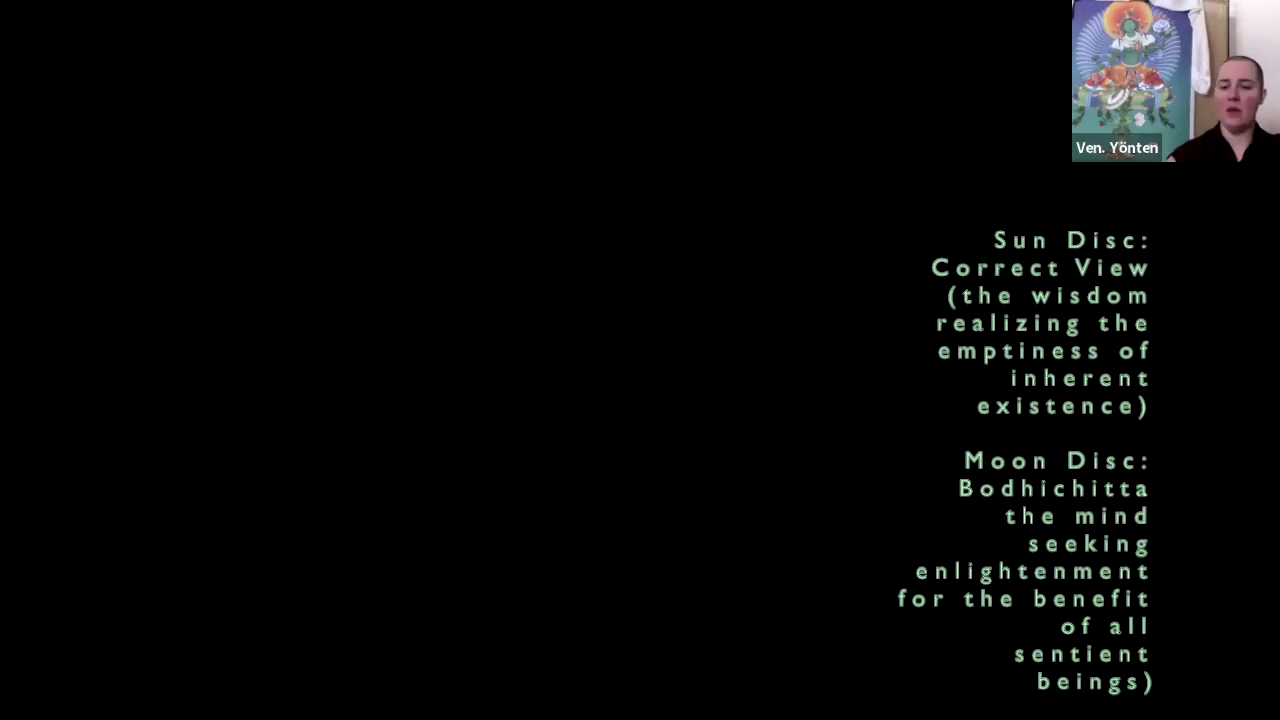 Ven. Yönten
Sun Disc:
Correct View
(the wisdom
realizing the
emptiness of
inherent
existence)
Moon Disc:
Bodhichitta
the mind
seeking
enlightenment
for the benefit
of all
sentient
beings)